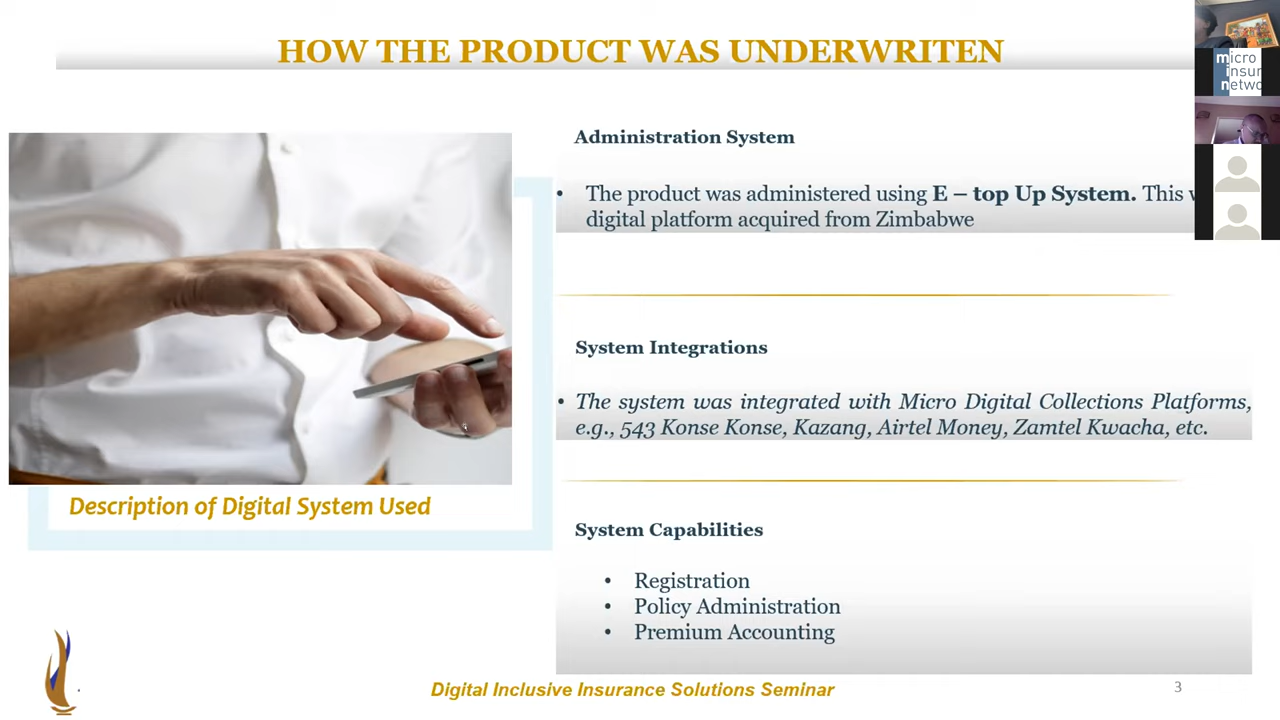 HOW THE PRODUCT WAS UNDERWRITEN
micro
insur
netwo
Administration System
• The product was administered using E – top Up System. This
digital platform acquired from Zimbabwe
System Integrations
• The system was integrated with Micro Digital Collections Platforms,
e.g., 543 Konse Konse, Kazang, Airtel Money, Zamtel Kwacha, etc.
Description of Digital System Used
System Capabilities
• Registration
• Policy Administration
• Premium Accounting
Digital Inclusive Insurance Solutions Seminar
3